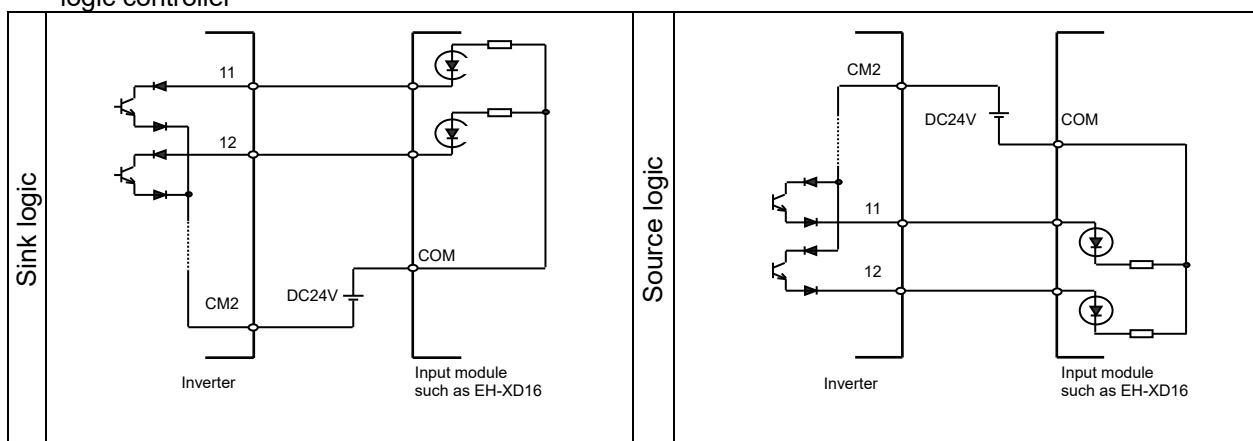 logic controller
Sink logic
11
12
COM
DC24V
CM2
Inverter
Input module
such as EH-XD16
Source logic
CM2
DC24V
COM
11
12
Inverter
Input module
such as EH-XD16